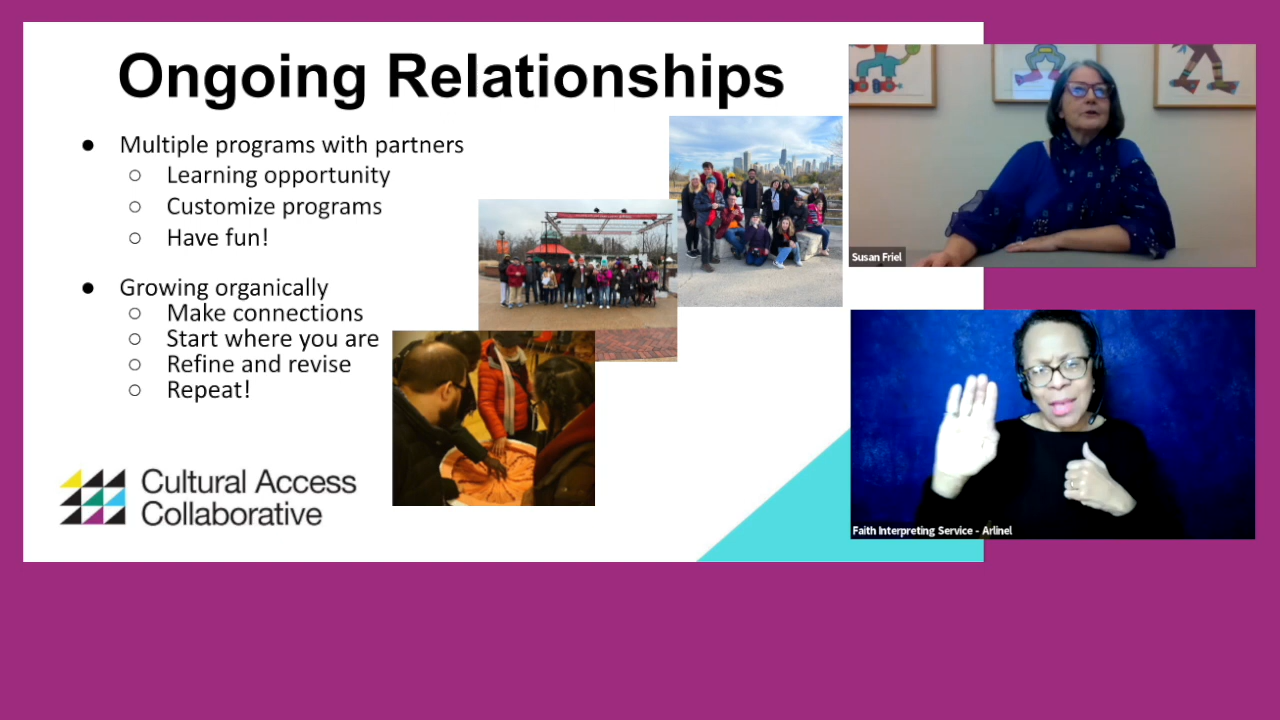 Ongoing Relationships
● Multiple programs with partners
○ Learning opportunity
○ Customize programs
○ Have fun!
● Growing organically
○ Make connections
○ Start where you are
○ Refine and revise
○ Repeat!
Cultural Access
Collaborative
Susan Friel
Faith Interpreting Service - Arlinel